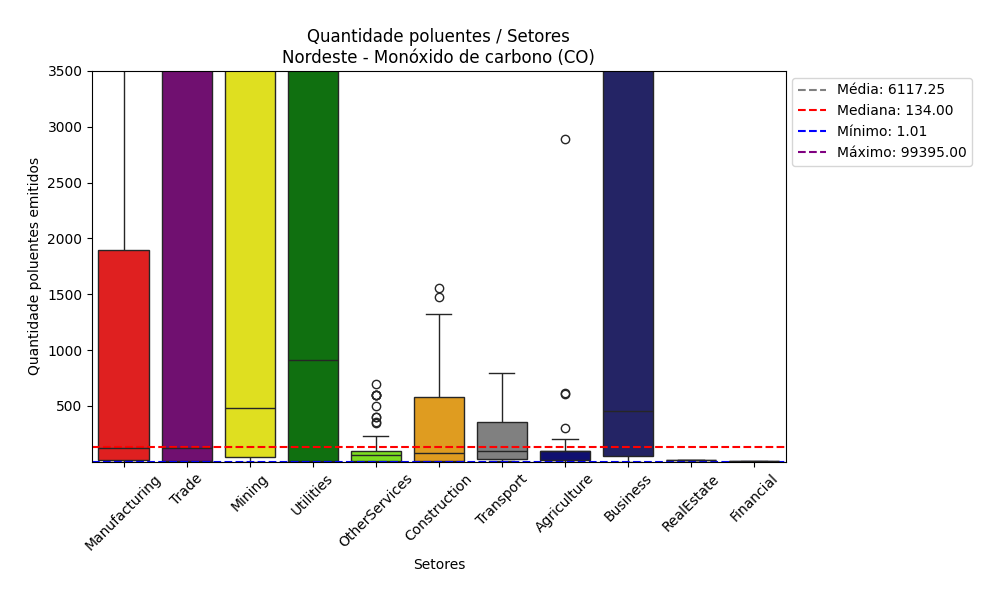 Quantidade poluentes / Setores
Nordeste - Monóxido de carbono (CO)
Quantidade poluentes emitidos
3500
3000
2500
2000
1500
1000
500
Média: 6117.25
Mediana: 134.00
Mínimo: 1.01
Máximo: 99395.00
Manufacturing
Trade
Mining
Utilities
OtherServices
Construction
Transport
Agriculture
Business
RealEstate
Financial
Setores